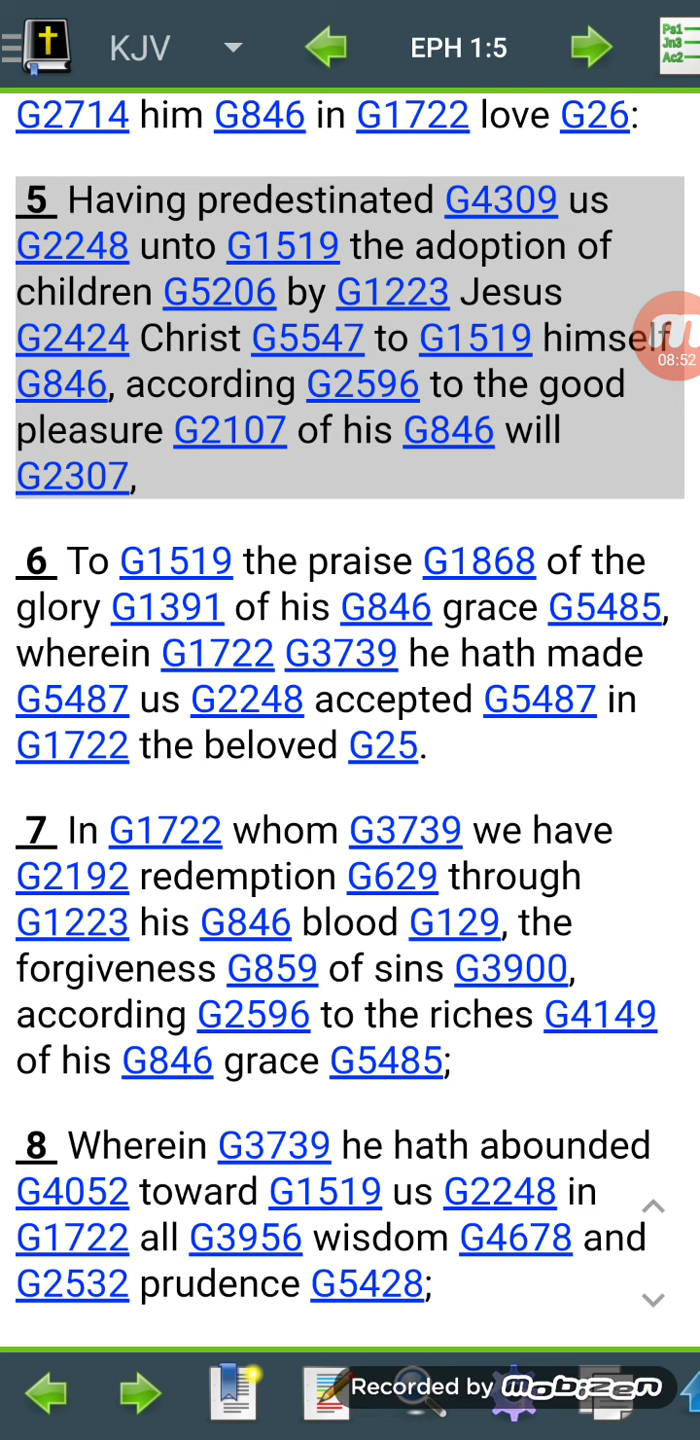 KJV
EPH 1:5
Ps1
Jn3
Ac2
G2714 him G846 in G1722 love G26:
5 Having predestinated G4309 us
G2248 unto G1519 the adoption of
children G5206 by G1223 Jesus
G2424 Christ G5547 to G1519 himself
08:52
G846, according G2596 to the good
pleasure G2107 of his G846 will
G2307,
6 To G1519 the praise G1868 of the
glory G1391 of his G846 grace G5485,
wherein G1722 G3739 he hath made
G5487 us G2248 accepted G5487 in
G1722 the beloved G25.
7 In G1722 whom G3739 we have
G2192 redemption G629 through
G1223 his G846 blood G129, the
forgiveness G859 of sins G3900,
according G2596 to the riches G4149
of his G846 grace G5485;
8 Wherein G3739 he hath abounded
G4052 toward G1519 us G2248 in
G1722 all G3956 wisdom G4678 and
G2532 prudence G5428;
Recorded by mobizen